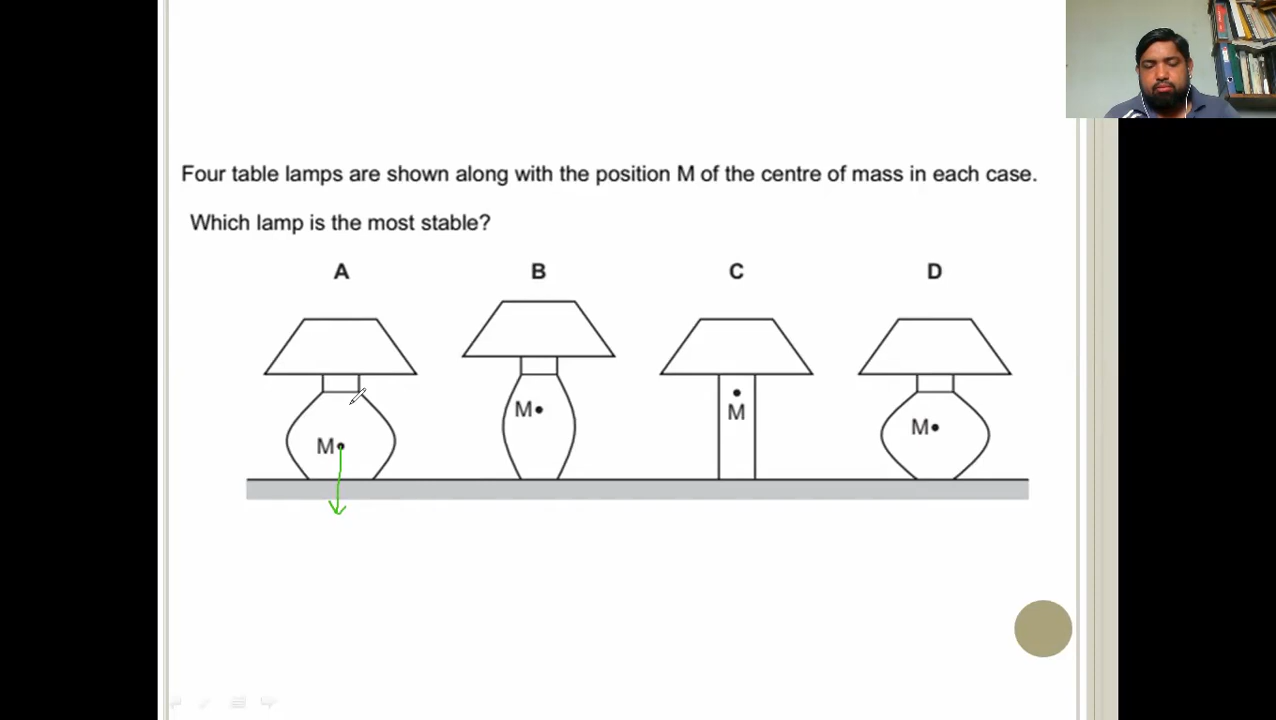 Four table lamps are shown along with the position M of the centre of mass in each case.
Which lamp is the most stable?
A B C D
M M M M